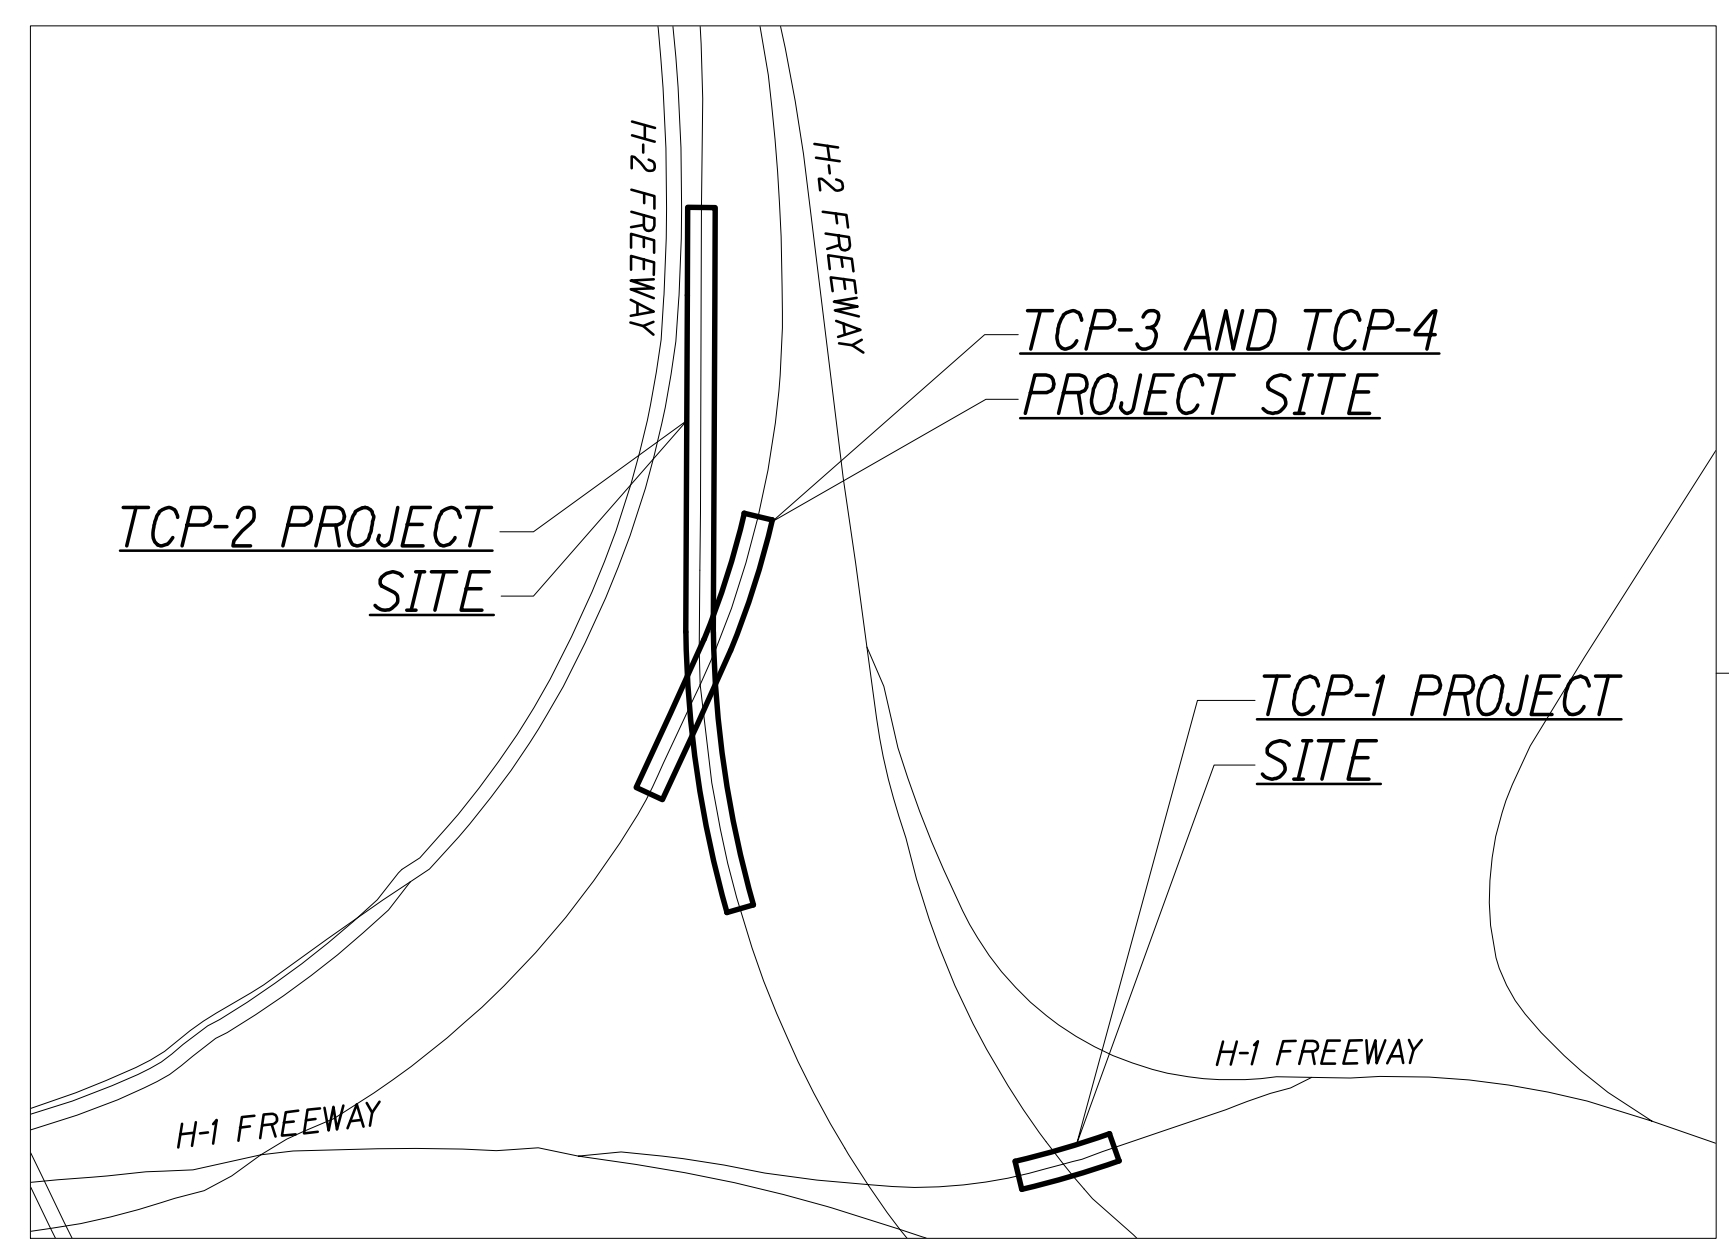 H-2 FREEWAY
H-2 FREEWAY
TCP-3 AND TCP-4
PROJECT SITE
TCP-2 PROJECT
SITE
TCP-1 PROJECT
SITE
H-1 FREEWAY
H-1 FREEWAY